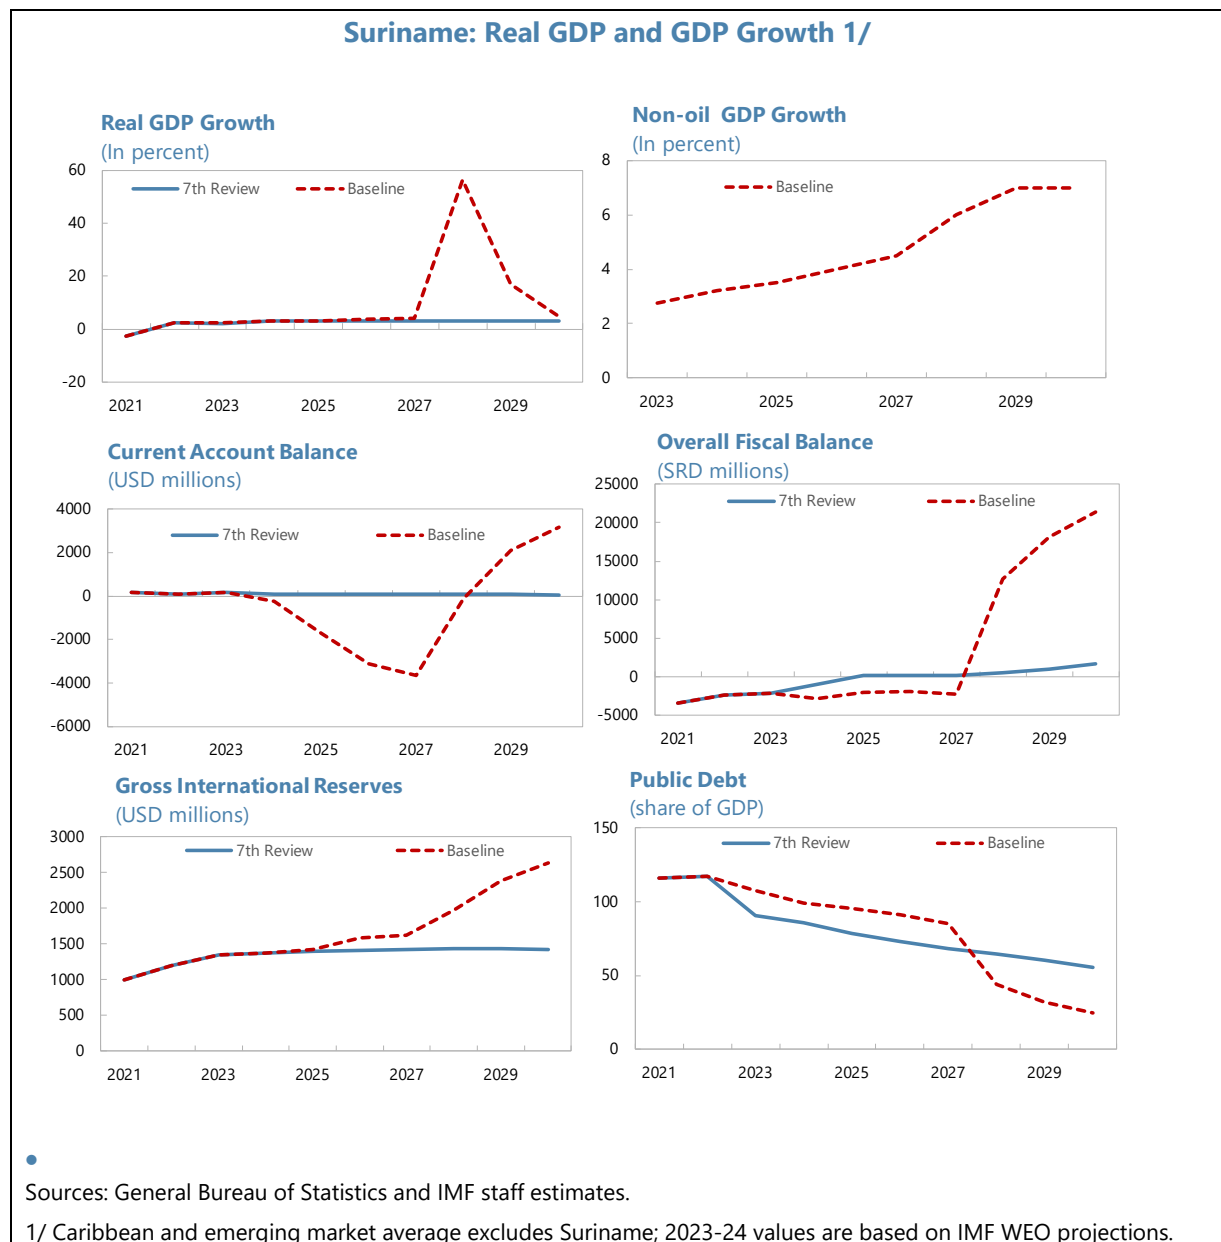 Suriname: Real GDP and GDP Growth 1/
Real GDP Growth
(In percent)
60
40
20
0
-20
7th Review
Baseline
2021 2023 2025 2027 2029
Non-oil GDP Growth
(In percent)
8
6
4
2
0
Baseline
2023 2025 2027 2029
Current Account Balance
(USD millions)
4000
2000
0
-2000
-4000
-6000
7th Review
Baseline
2021 2023 2025 2027 2029
Overall Fiscal Balance
(SRD millions)
25000
20000
15000
10000
5000
0
-5000
7th Review
Baseline
2021 2023 2025 2027 2029
Gross International Reserves
(USD millions)
3000
2500
2000
1500
1000
500
0
7th Review
Baseline
2021 2023 2025 2027 2029
Public Debt
(share of GDP)
150
100
50
0
7th Review
Baseline
2021 2023 2025 2027 2029
•
Sources: General Bureau of Statistics and IMF staff estimates.
1/ Caribbean and emerging market average excludes Suriname; 2023-24 values are based on IMF WEO projections.